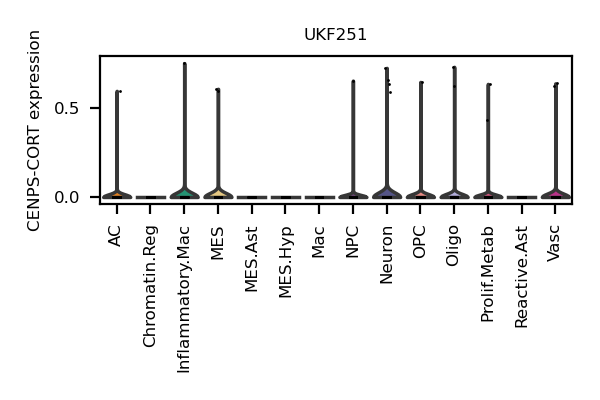 UKF251
CENPS-CORT expression
0.5
0.0
AC
Chromatin.Reg
Inflammatory.Mac
MES
MES.Ast
MES.Hyp
Mac
NPC
Neuron
OPC
Oligo
Prolif.Metab
Reactive.Ast
Vasc